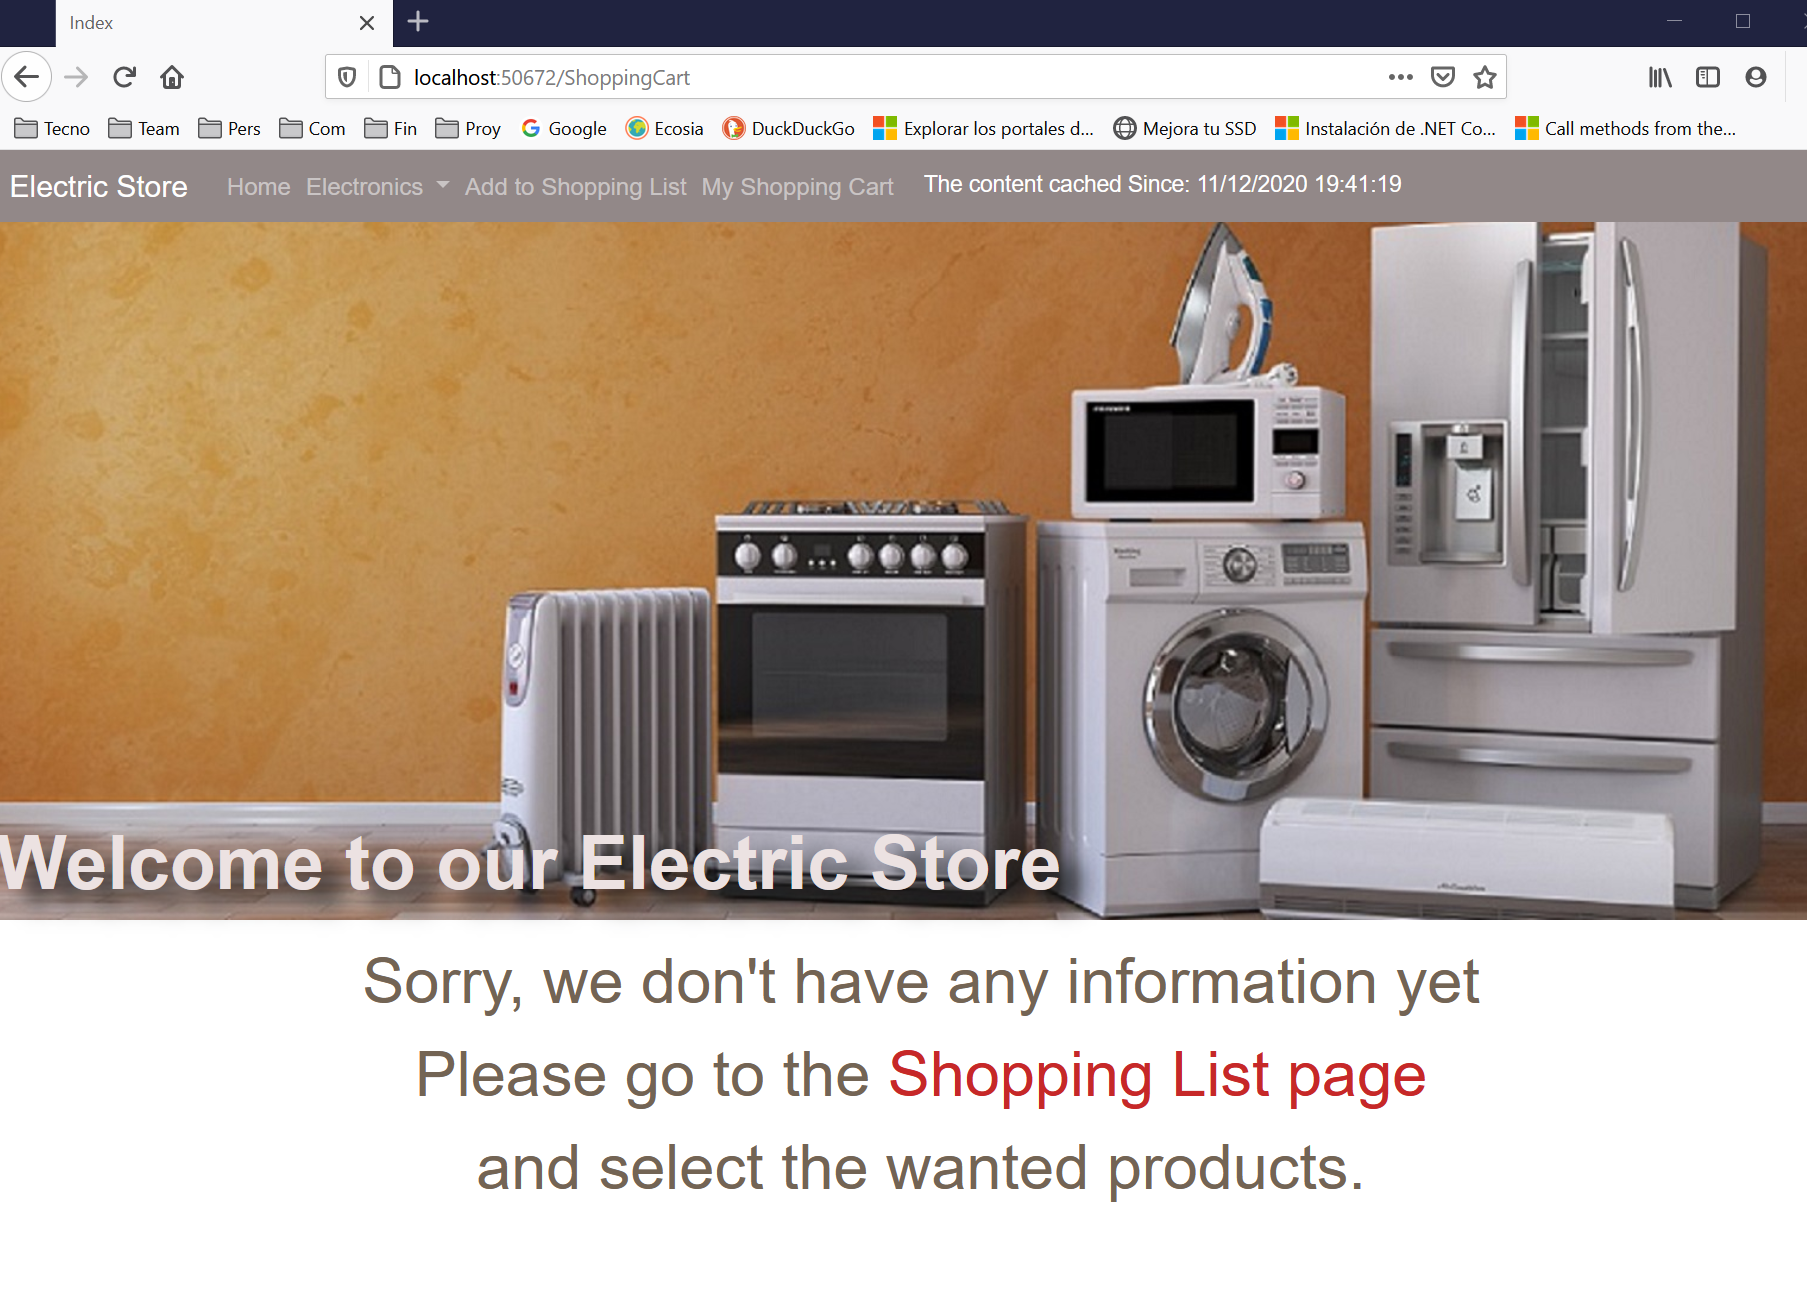 Index
localhost:50672/ShoppingCart
Tecno Team Pers Com Fin Proy Google Ecosia DuckDuckGo Explorar los portales d... Mejora tu SSD Instalación de .NET Co... Call methods from the...
Electric Store Home Electronics Add to Shopping List My Shopping Cart The content cached Since: 11/12/2020 19:41:19
Welcome to our Electric Store
Sorry, we don't have any information yet
Please go to the Shopping List page
and select the wanted products.